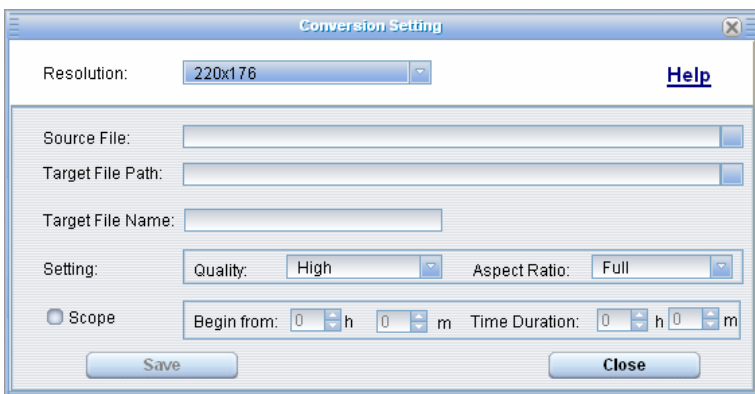 Conversion Setting
Resolution: 220x176 Help
Source File:
Target File Path:
Target File Name:
Setting: Quality: High Aspect Ratio: Full
Scope Begin from: 0 h 0 m Time Duration: 0 h 0 m
Save Close